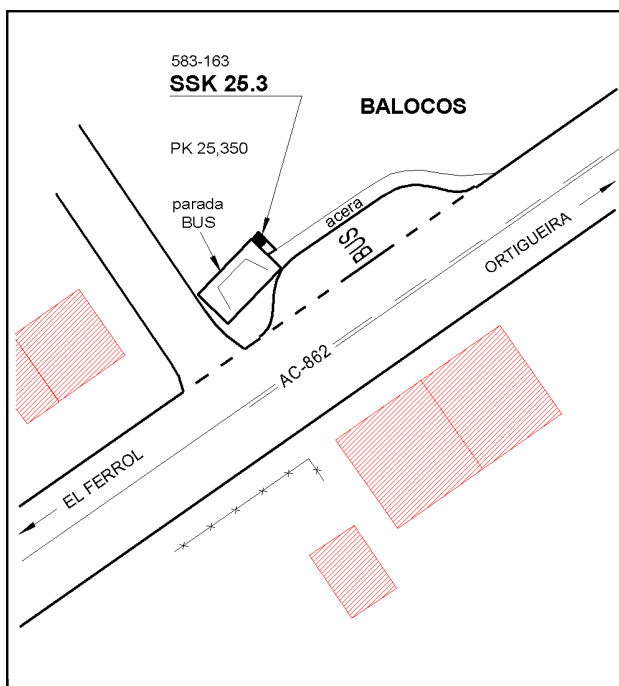 583-163
SSK 25.3
BALOCOS
PK 25,350
parada
BUS
acera
BUS
ORTIGUEIRA
AC-862
EL FERROL